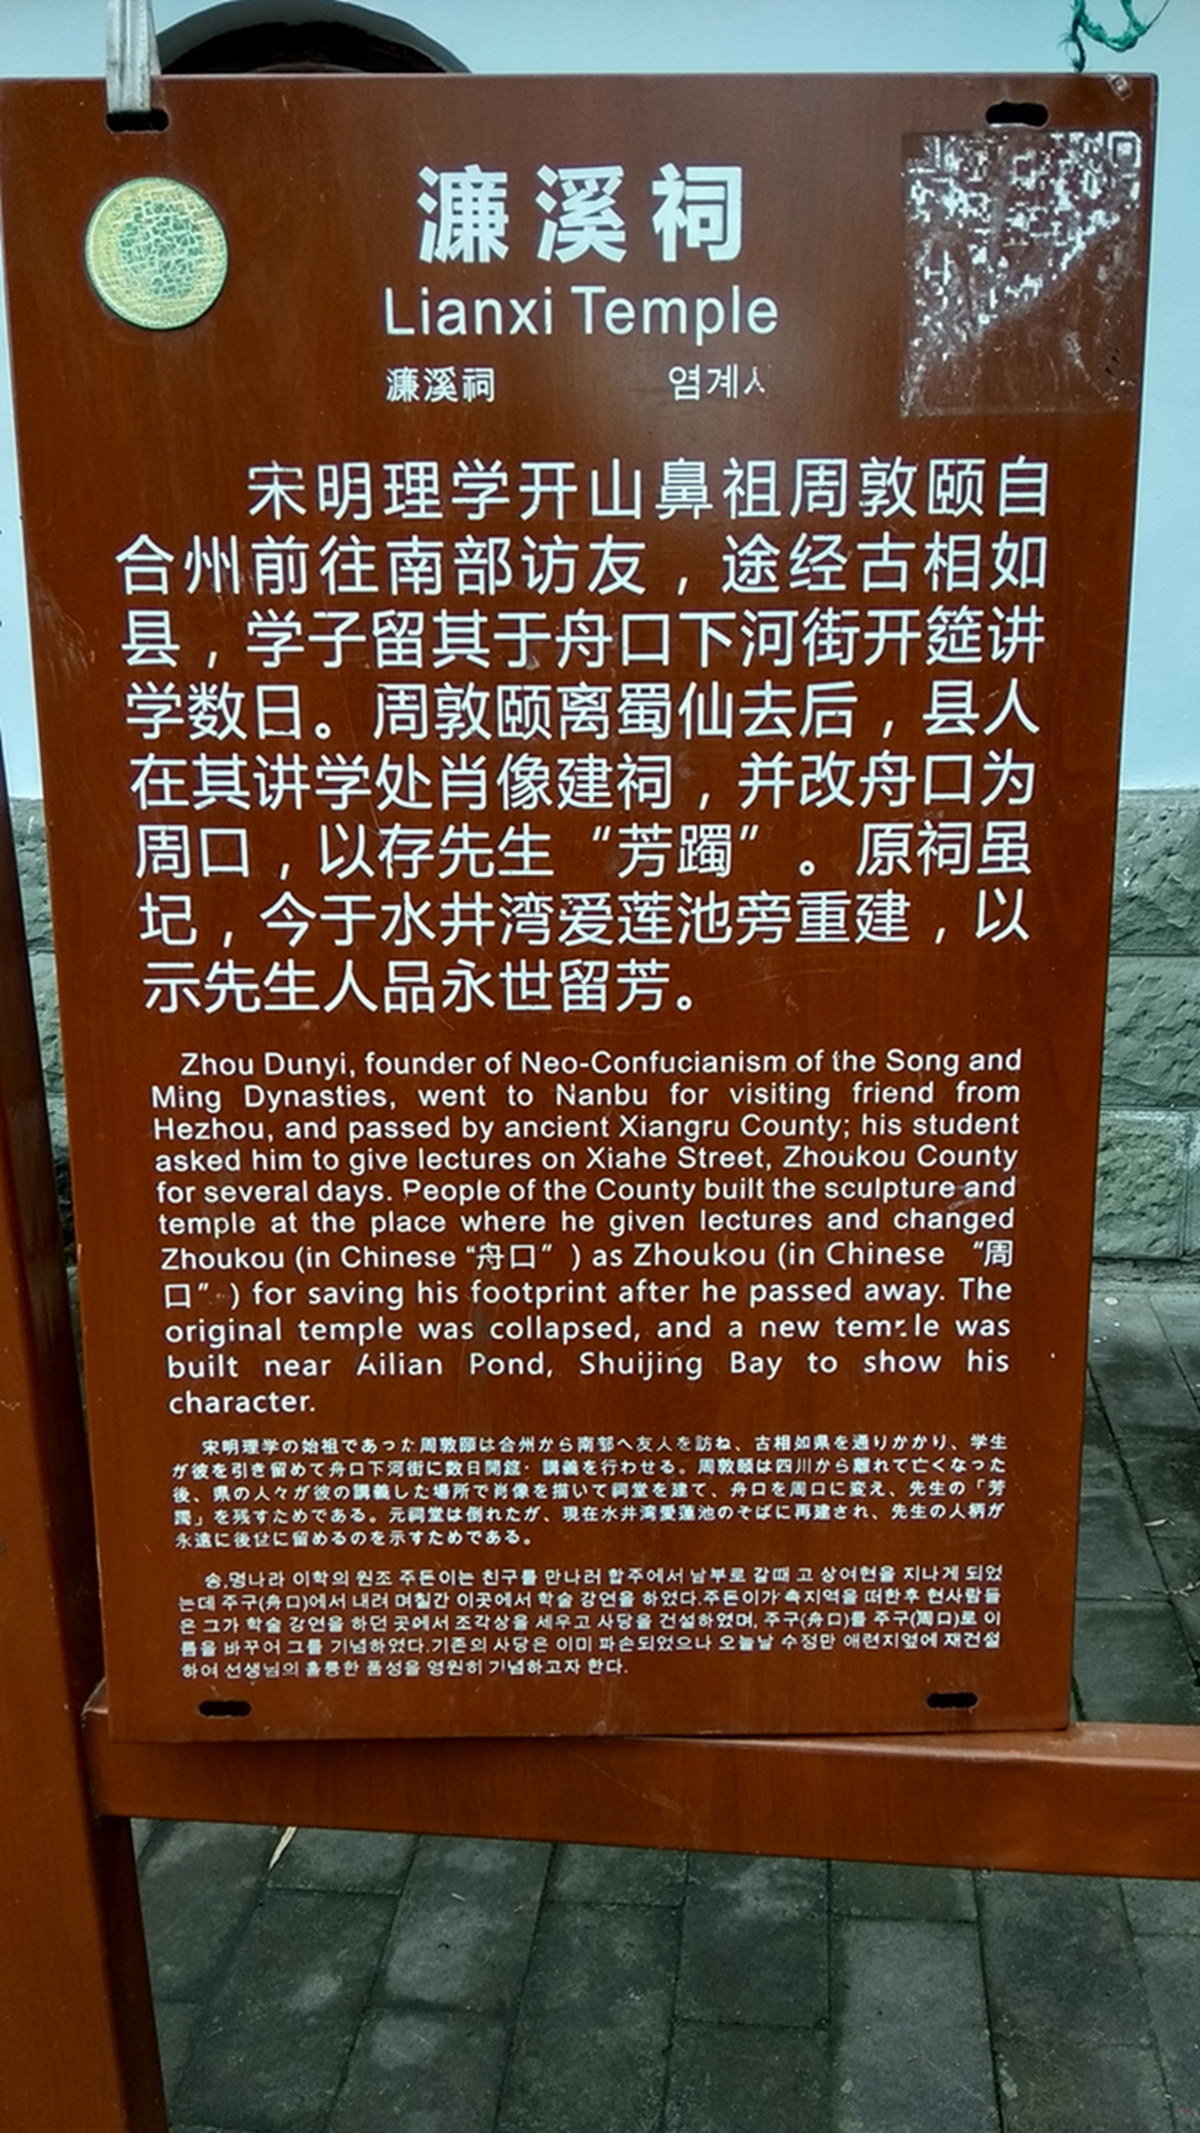 濂溪祠
Lianxi Temple
濂溪祠 염계사
宋明理学开山鼻祖周敦颐自
合州前往南部访友，途经古相如
县，学子留其于舟口下河街开筵讲
学数日。周敦颐离蜀仙去后，县人
在其讲学处肖像建祠，并改舟口为
周口，以存先生“芳躅”。原祠虽
圮，今于水井湾爱莲池旁重建，以
示先生人品永世留芳。
Zhou Dunyi, founder of Neo-Confucianism of the Song and
Ming Dynasties, went to Nanbu for visiting friend from
Hezhou, and passed by ancient Xiangru County; his student
asked him to give lectures on Xiahe Street, Zhoukou County
for several days. People of the County built the sculpture and
temple at the place where he given lectures and changed
Zhoukou (in Chinese “舟口” ) as Zhoukou (in Chinese “周
口” ) for saving his footprint after he passed away. The
original temple was collapsed, and a new temple was
built near Ailian Pond, Shuijing Bay to show his
character.
宋明理学の始祖であった周敦頤は合州から南部へ友人を訪ね、古相如県を通りかかり、学生
が彼を引き留めて舟口下河街に数日開筵・講義を行わせる。周敦頤は四川から離れて亡くなった
後、県の人々が彼の講義した場所で肖像を描いて祠堂を建て、舟口を周口に変え、先生の「芳
躅」を残すためである。元祠堂は倒れたが、現在水井湾愛蓮池のそばに再建され、先生の人柄が
永遠に後世に留めるのを示すためである。
송,명나라 이학의 원조 주돈이는 친구를 만나러 합주에서 남부로 갈때 고 상여현을 지나게 되었
는데 주구(舟口)에서 내려 며칠간 이곳에서 학술 강연을 하였다.주돈이가 촉지역을 떠한후 현사람들
은 그가 학술 강연을 하던 곳에서 조각상을 세우고 사당을 건설하였며, 주구(舟口)를 주구(周口)로 이
름을 바꾸어 그를 기념하였다.기존의 사당은 이미 파손되었으나 오늘날 수정만 애련지옆에 재건설
하여 선생님의 훌륭한 품성을 영원히 기념하고자 한다.